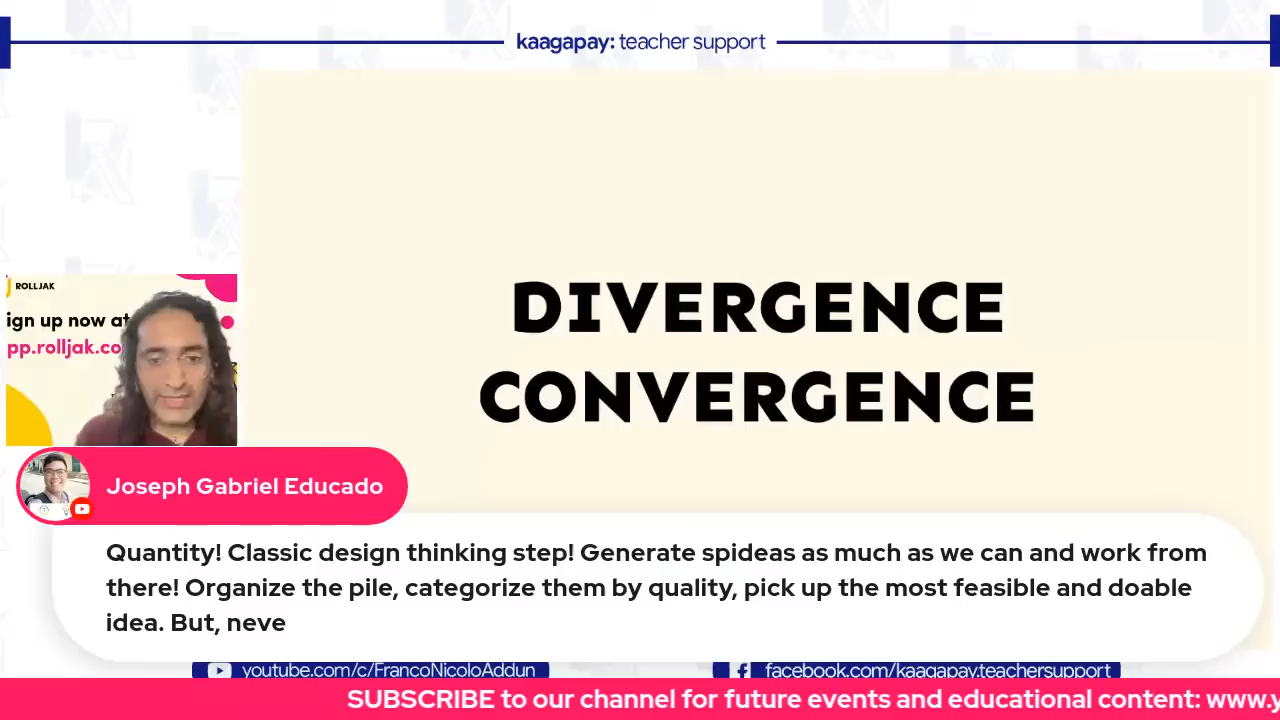 kaagapay: teacher support
DIVERGENCE
CONVERGENCE
ROLLJAK
ign up now at
pp.rolljak.co
Joseph Gabriel Educado
Quantity! Classic design thinking step! Generate spideas as much as we can and work from
there! Organize the pile, categorize them by quality, pick up the most feasible and doable
idea. But, neve
youtube.com/c/FrancoNicoloAddun
facebook.com/kaagapay.teachersupport
SUBSCRIBE to our channel for future events and educational content: www.y